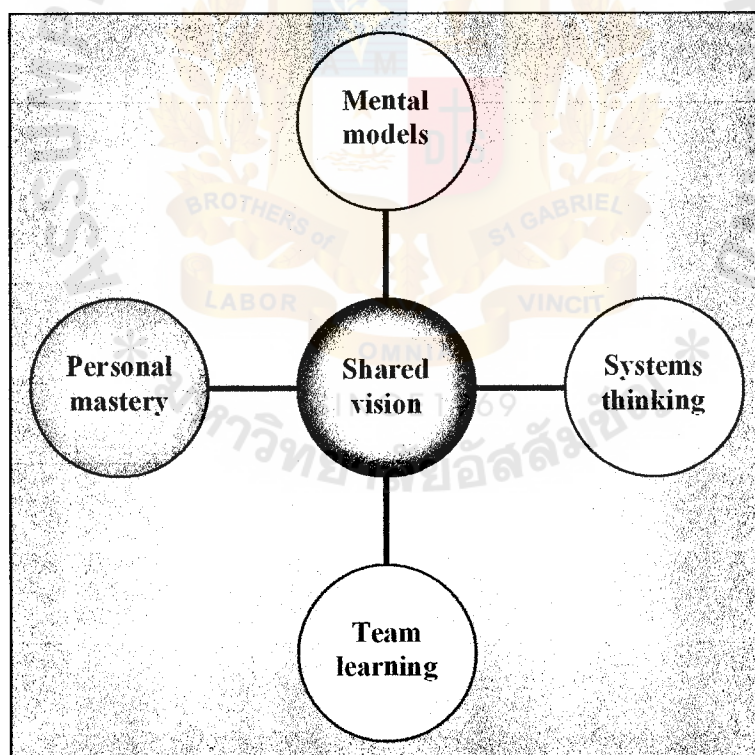 Mental
models
Personal
mastery
Shared
vision
Systems
thinking
Team
learning
BROTHERS of
ST GABRIEL
LABOR
VINCIT
OMNIA